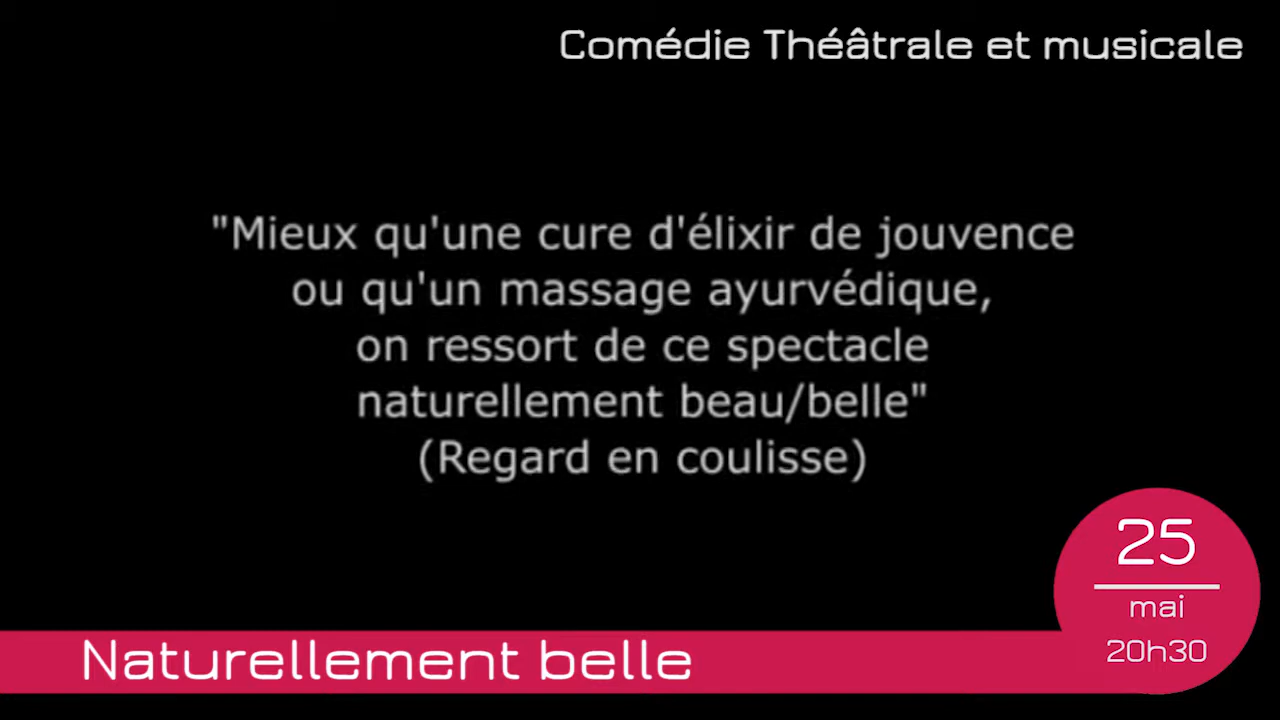 Comédie Théâtrale et musicale
"Mieux qu'une cure d'élixir de jouvence
ou qu'un massage ayurvédique,
on ressort de ce spectacle
naturellement beau/belle"
(Regard en coulisse)
25
mai
20h30
Naturellement belle